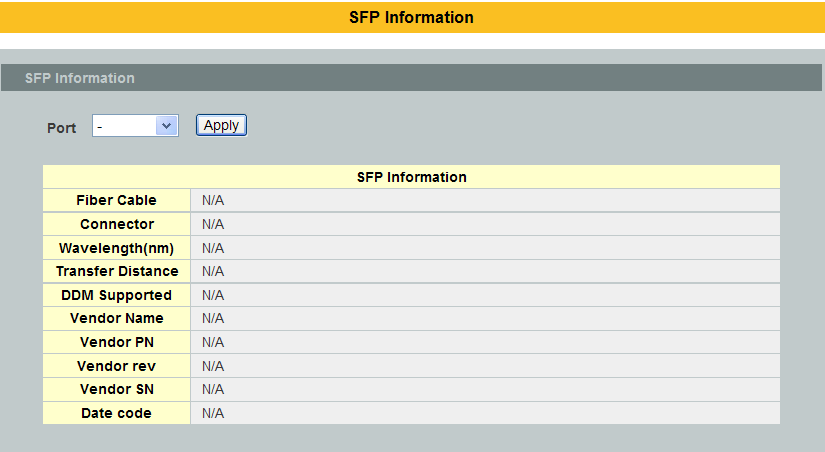 SFP Information
SFP Information
Port - Apply
SFP Information
Fiber Cable N/A
Connector N/A
Wavelength(nm) N/A
Transfer Distance N/A
DDM Supported N/A
Vendor Name N/A
Vendor PN N/A
Vendor rev N/A
Vendor SN N/A
Date code N/A